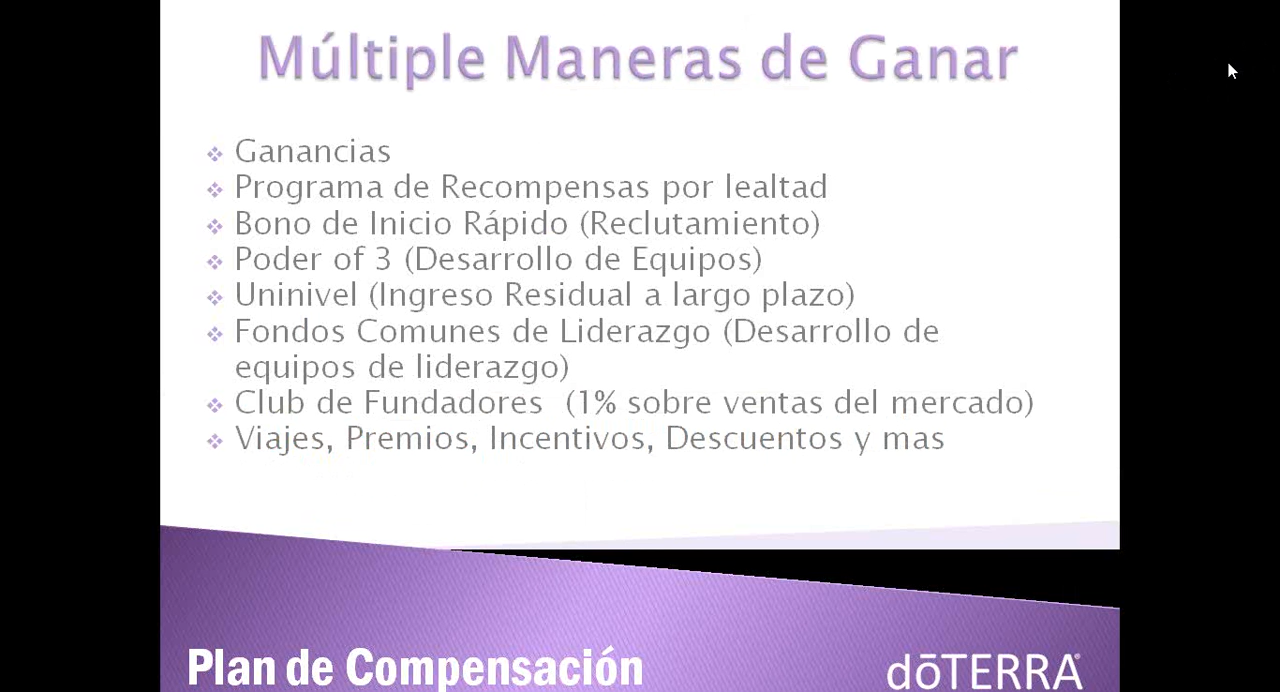 Múltiple Maneras de Ganar
Ganancias
Programa de Recompensas por lealtad
Bono de Inicio Rápido (Reclutamiento)
Poder of 3 (Desarrollo de Equipos)
Uninivel (Ingreso Residual a largo plazo)
Fondos Comunes de Liderazgo (Desarrollo de
equipos de liderazgo)
Club de Fundadores (1% sobre ventas del mercado)
Viajes, Premios, Incentivos, Descuentos y mas
Plan de Compensación
dōTERRA®